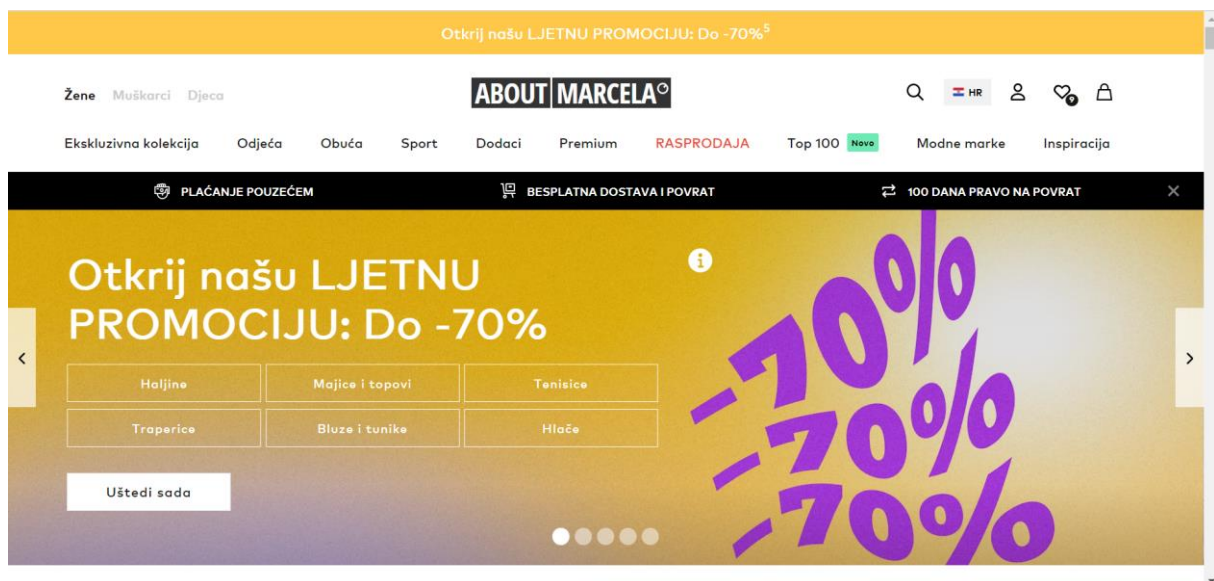 Otkrij našu LJETNU PROMOCIJU: Do -70%⁵
Žene Muškarci Djeca
ABOUT MARCELA°
HR
Ekskluzivna kolekcija Odjeća Obuća Sport Dodaci Premium RASPRODAJA Top 100 Novo Modne marke Inspiracija
PLAĆANJE POUZEĆEM BESPLATNA DOSTAVA I POVRAT 100 DANA PRAVO NA POVRAT
Otkrij našu LJETNU
PROMOCIJU: Do -70%
Haljine Majice i topovi Tenisice
Traperice Bluze i tunike Hlače
Uštedi sada
-70%
-70%
-70%